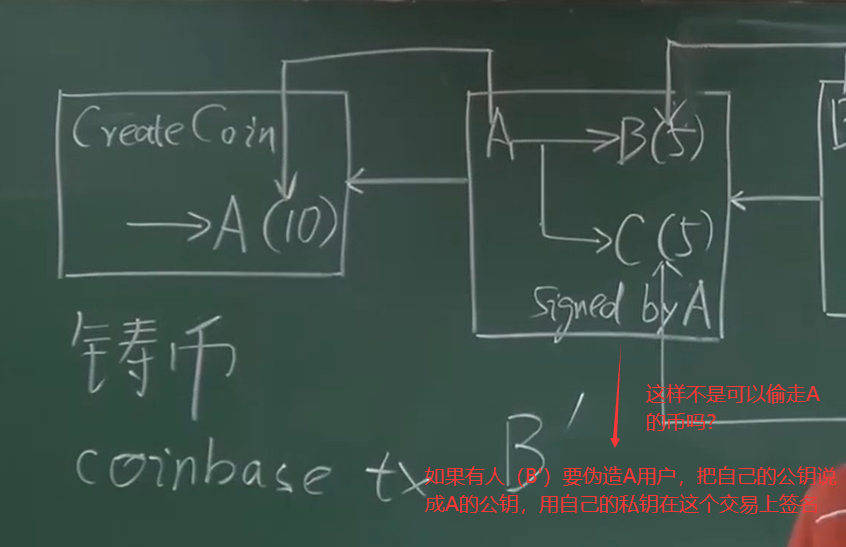 CreateCoin
A (10)
A B(5)
C (5)
Signed by A
铸币
coinbase tx
B'
这样不是可以偷走A
的币吗?
如果有人（B'）要伪造A用户，把自己的公钥说
成A的公钥，用自己的私钥在这个交易上签名